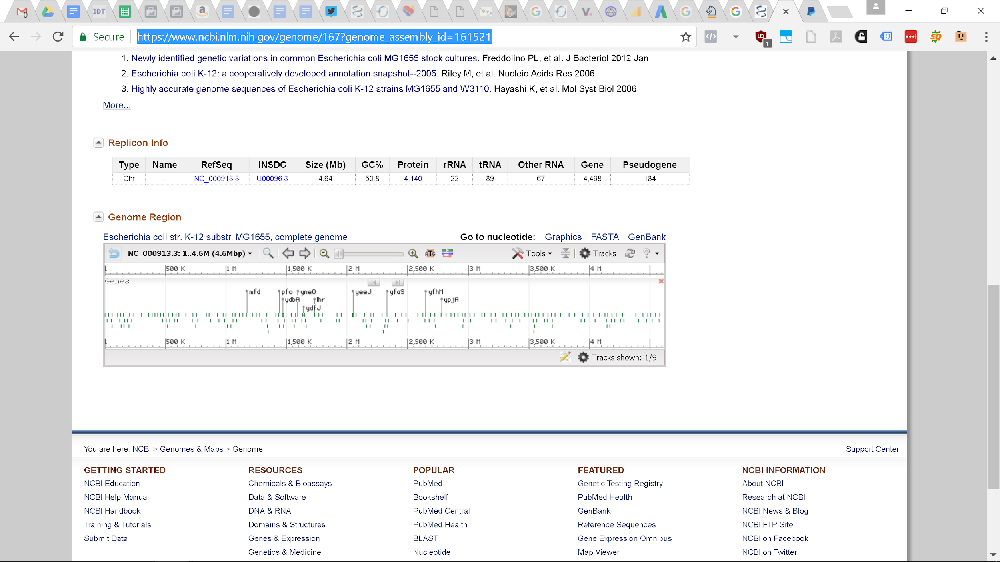 0 IDT a V. G
Secure https://www.ncbi.nlm.nih.gov/genome/167?genome_assembly_id=161521
1
1. Newly identified genetic variations in common Escherichia coli MG1655 stock cultures. Freddolino PL, et al. J Bacteriol 2012 Jan
2. Escherichia coli K-12: a cooperatively developed annotation snapshot--2005. Riley M, et al. Nucleic Acids Res 2006
3. Highly accurate genome sequences of Escherichia coli K-12 strains MG1655 and W3110. Hayashi K, et al. Mol Syst Biol 2006
More...
Replicon Info
Type Name RefSeq INSDC Size (Mb) GC% Protein rRNA tRNA Other RNA Gene Pseudogene
Chr - NC_000913.3 U00096.3 4.64 50.8 4,140 22 89 67 4,498 184
Genome Region
Escherichia coli str. K-12 substr. MG1655, complete genome Go to nucleotide: Graphics FASTA GenBank
NC_000913.3: 1..4.6M (4.6Mbp) ATG Tools Tracks ?
1 500 K 1 M 1,500 K 2 M 2,500 K 3 M 3,500 K 4 M
Genes
mfd pfo yneO yeeJ yfaS yfhM
ydbA lhr ypjA
ydfJ
1 500 K 1 M 1,500 K 2 M 2,500 K 3 M 3,500 K 4 M
Tracks shown: 1/9
You are here: NCBI > Genomes & Maps > Genome Support Center
GETTING STARTED RESOURCES POPULAR FEATURED NCBI INFORMATION
NCBI Education Chemicals & Bioassays PubMed Genetic Testing Registry About NCBI
NCBI Help Manual Data & Software Bookshelf PubMed Health Research at NCBI
NCBI Handbook DNA & RNA PubMed Central GenBank NCBI News & Blog
Training & Tutorials Domains & Structures PubMed Health Reference Sequences NCBI FTP Site
Submit Data Genes & Expression BLAST Gene Expression Omnibus NCBI on Facebook
Genetics & Medicine Nucleotide Map Viewer NCBI on Twitter